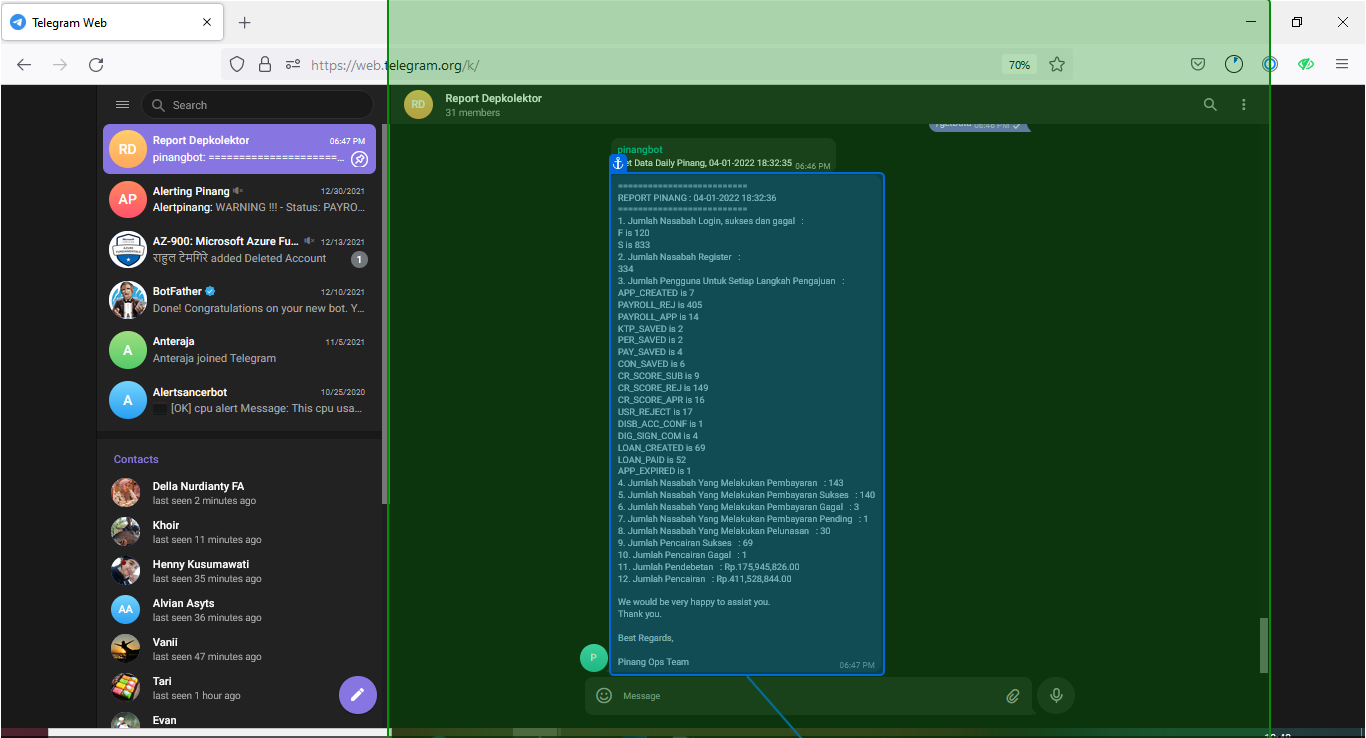 Telegram Web
https://web.telegram.org/k/
70%
Search
Report Depkolektor
06:47 PM
pinangbot: =====================...
Alerting Pinang
12/30/2021
Alertpinang: WARNING !!! - Status: PAYRO...
AZ-900: Microsoft Azure Fu...
12/13/2021
राहुल टेमगिरे added Deleted Account
1
BotFather
12/10/2021
Done! Congratulations on your new bot. Y...
Anteraja
11/5/2021
Anteraja joined Telegram
Alertsancerbot
10/25/2020
[OK] cpu alert Message: This cpu usa...
Contacts
Della Nurdianty FA
last seen 2 minutes ago
Khoir
last seen 11 minutes ago
Henny Kusumawati
last seen 35 minutes ago
Alvian Asyts
last seen 36 minutes ago
Vanii
last seen 47 minutes ago
Tari
last seen 1 hour ago
Evan
RD
AP
A
A
AA
RD
Report Depkolektor
31 members
06:46 PM
pinangbot
et Data Daily Pinang, 04-01-2022 18:32:35
06:46 PM
==========================
REPORT PINANG : 04-01-2022 18:32:36
==========================
1. Jumlah Nasabah Login, sukses dan gagal :
F is 120
S is 833
2. Jumlah Nasabah Register :
334
3. Jumlah Pengguna Untuk Setiap Langkah Pengajuan :
APP_CREATED is 7
PAYROLL_REJ is 405
PAYROLL_APP is 14
KTP_SAVED is 2
PER_SAVED is 2
PAY_SAVED is 4
CON_SAVED is 6
CR_SCORE_SUB is 9
CR_SCORE_REJ is 149
CR_SCORE_APR is 16
USR_REJECT is 17
DISB_ACC_CONF is 1
DIG_SIGN_COM is 4
LOAN_CREATED is 69
LOAN_PAID is 52
APP_EXPIRED is 1
4. Jumlah Nasabah Yang Melakukan Pembayaran : 143
5. Jumlah Nasabah Yang Melakukan Pembayaran Sukses : 140
6. Jumlah Nasabah Yang Melakukan Pembayaran Gagal : 3
7. Jumlah Nasabah Yang Melakukan Pembayaran Pending : 1
8. Jumlah Nasabah Yang Melakukan Pelunasan : 30
9. Jumlah Pencairan Sukses : 69
10. Jumlah Pencairan Gagal : 1
11. Jumlah Pendebetan : Rp.175,945,826.00
12. Jumlah Pencairan : Rp.411,528,844.00
We would be very happy to assist you.
Thank you.
Best Regards,
Pinang Ops Team
06:47 PM
P
Message